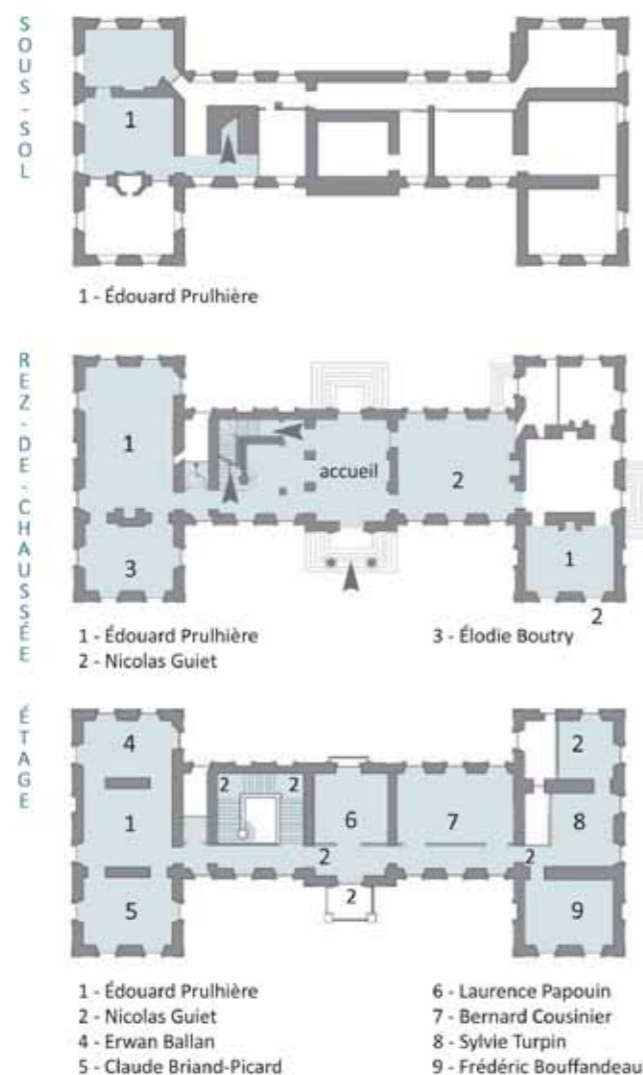 SOUS-SOL
1
1 - Édouard Prulhière
REZ-DE-CHAUSSÉE
1
accueil
2
3
1
2
1 - Édouard Prulhière
2 - Nicolas Guiet
3 - Élodie Boutry
ÉTAGE
4
2
2
2
1
6
7
8
2
2
5
2
9
1 - Édouard Prulhière
2 - Nicolas Guiet
4 - Erwan Ballan
5 - Claude Briand-Picard
6 - Laurence Papouin
7 - Bernard Cousinier
8 - Sylvie Turpin
9 - Frédéric Bouffandeau